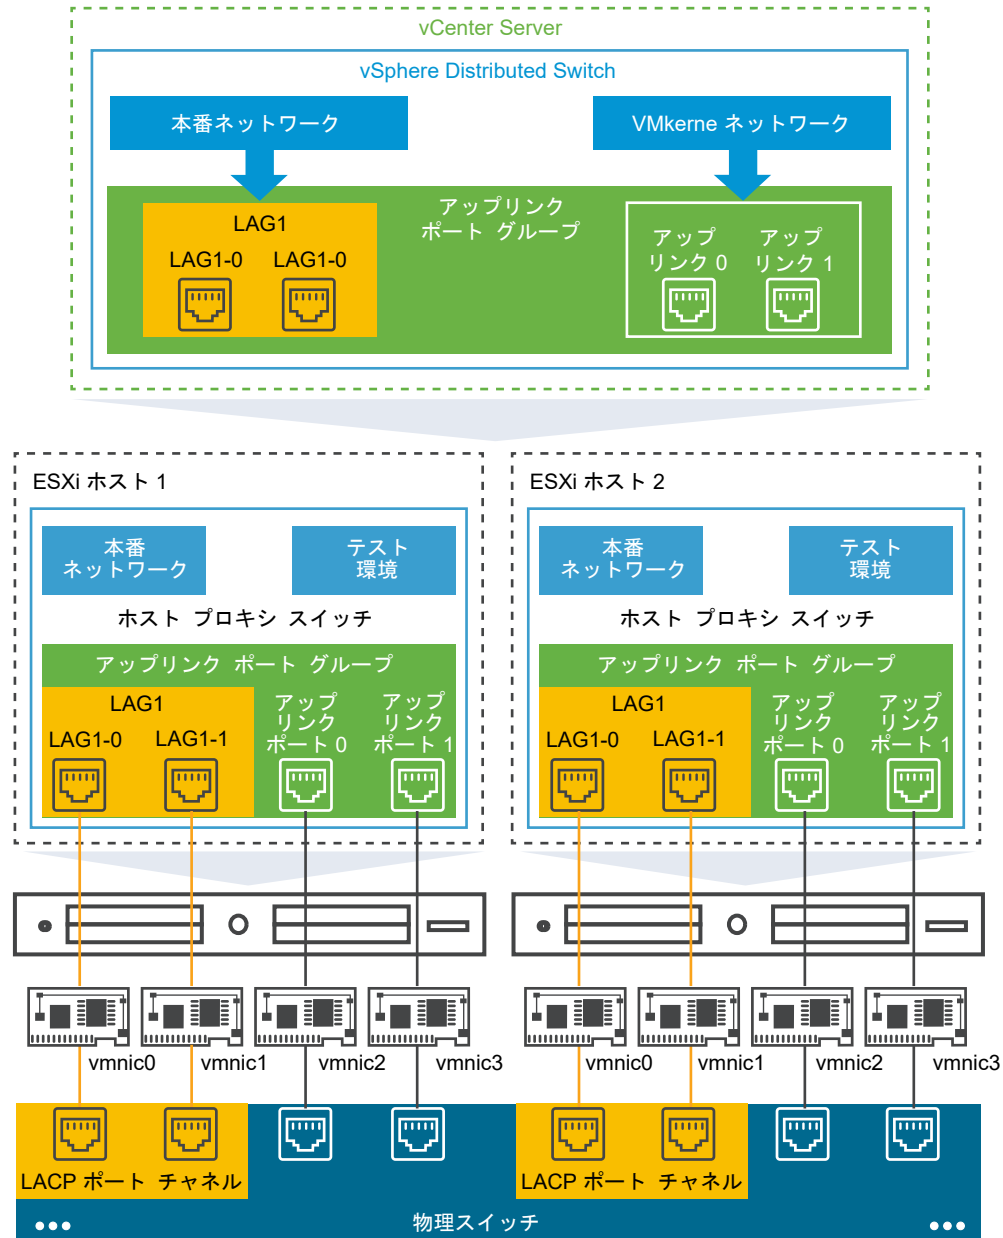 vCenter Server
vSphere Distributed Switch
本番ネットワーク
VMkerne ネットワーク
アップリンク
ポート グループ
LAG1
LAG1-0
LAG1-0
アップ
リンク 0
アップ
リンク 1
ESXi ホスト 1
本番
ネットワーク
テスト
環境
ホスト プロキシ スイッチ
アップリンク ポート グループ
LAG1
LAG1-0
LAG1-1
アップ
リンク
ポート 0
アップ
リンク
ポート 1
ESXi ホスト 2
本番
ネットワーク
テスト
環境
ホスト プロキシ スイッチ
アップリンク ポート グループ
LAG1
LAG1-0
LAG1-1
アップ
リンク
ポート 0
アップ
リンク
ポート 1
vmnic0
vmnic1
vmnic2
vmnic3
vmnic0
vmnic1
vmnic2
vmnic3
LACP ポート チャネル
LACP ポート チャネル
物理スイッチ